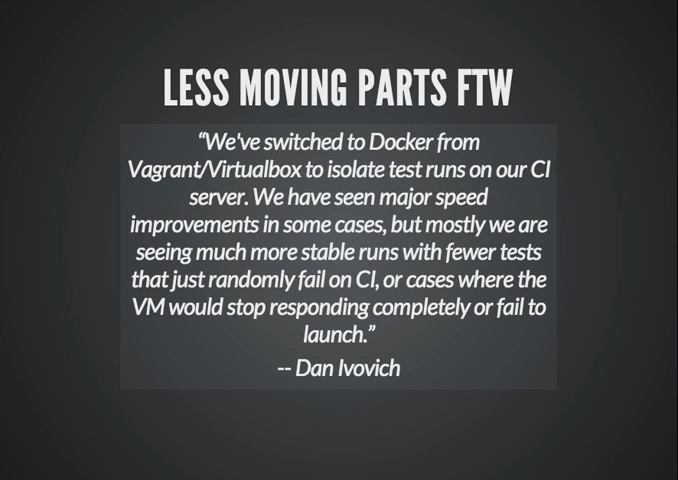 LESS MOVING PARTS FTW
“We've switched to Docker from
Vagrant/Virtualbox to isolate test runs on our CI
server. We have seen major speed
improvements in some cases, but mostly we are
seeing much more stable runs with fewer tests
that just randomly fail on CI, or cases where the
VM would stop responding completely or fail to
launch.”
-- Dan Ivovich